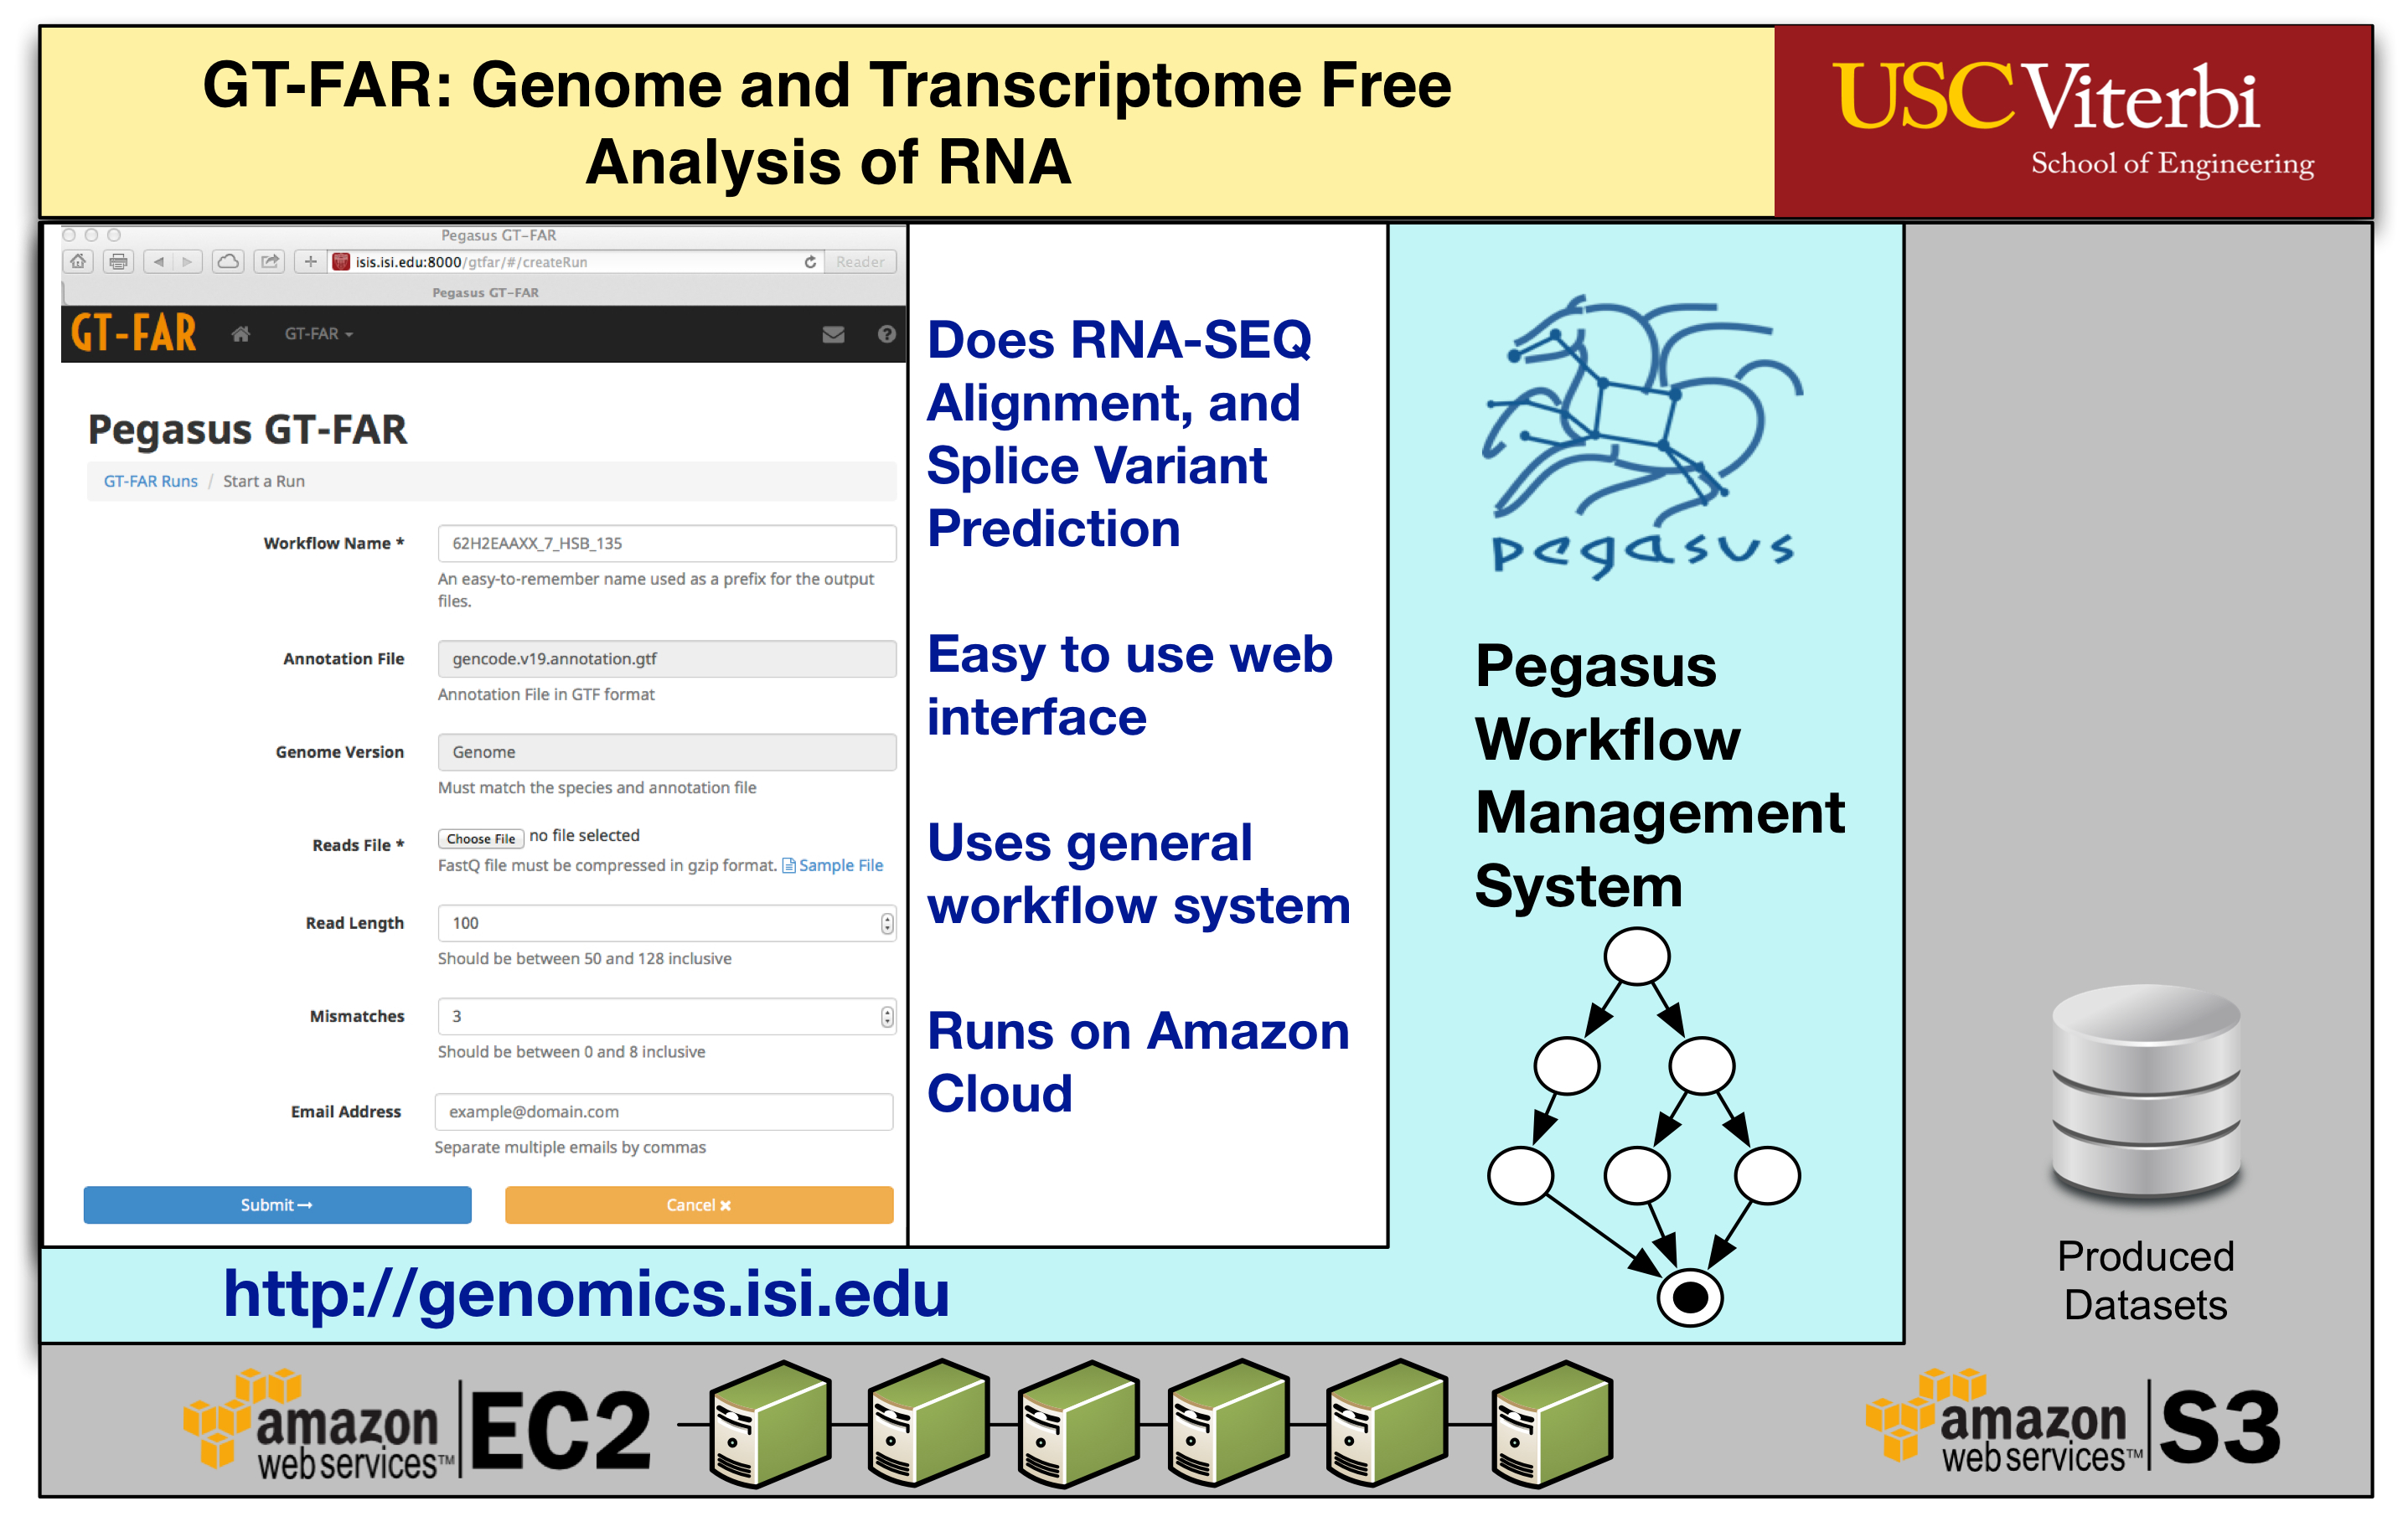 GT-FAR: Genome and Transcriptome Free
Analysis of RNA
USC Viterbi
School of Engineering
Pegasus GT-FAR
isis.isi.edu:8000/gtfar/#/createRun
Reader
Pegasus GT-FAR
GT-FAR
GT-FAR
Pegasus GT-FAR
GT-FAR Runs / Start a Run
Workflow Name *
62H2EAAXX_7_HSB_135
An easy-to-remember name used as a prefix for the output
files.
Annotation File
gencode.v19.annotation.gtf
Annotation File in GTF format
Genome Version
Genome
Must match the species and annotation file
Reads File *
Choose File no file selected
FastQ file must be compressed in gzip format. Sample File
Read Length
100
Should be between 50 and 128 inclusive
Mismatches
3
Should be between 0 and 8 inclusive
Email Address
example@domain.com
Separate multiple emails by commas
Submit
Cancel
Does RNA-SEQ
Alignment, and
Splice Variant
Prediction
Easy to use web
interface
Uses general
workflow system
Runs on Amazon
Cloud
pegasus
Pegasus
Workflow
Management
System
Produced
Datasets
http://genomics.isi.edu
amazon
web services™
EC2
amazon
web services™
S3